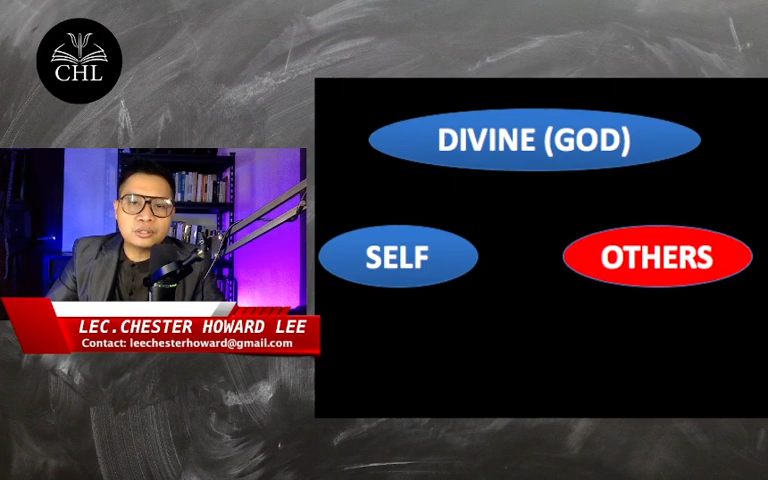 CHL
DIVINE (GOD)
SELF
OTHERS
LEC.CHESTER HOWARD LEE
Contact: leechesterhoward@gmail.com